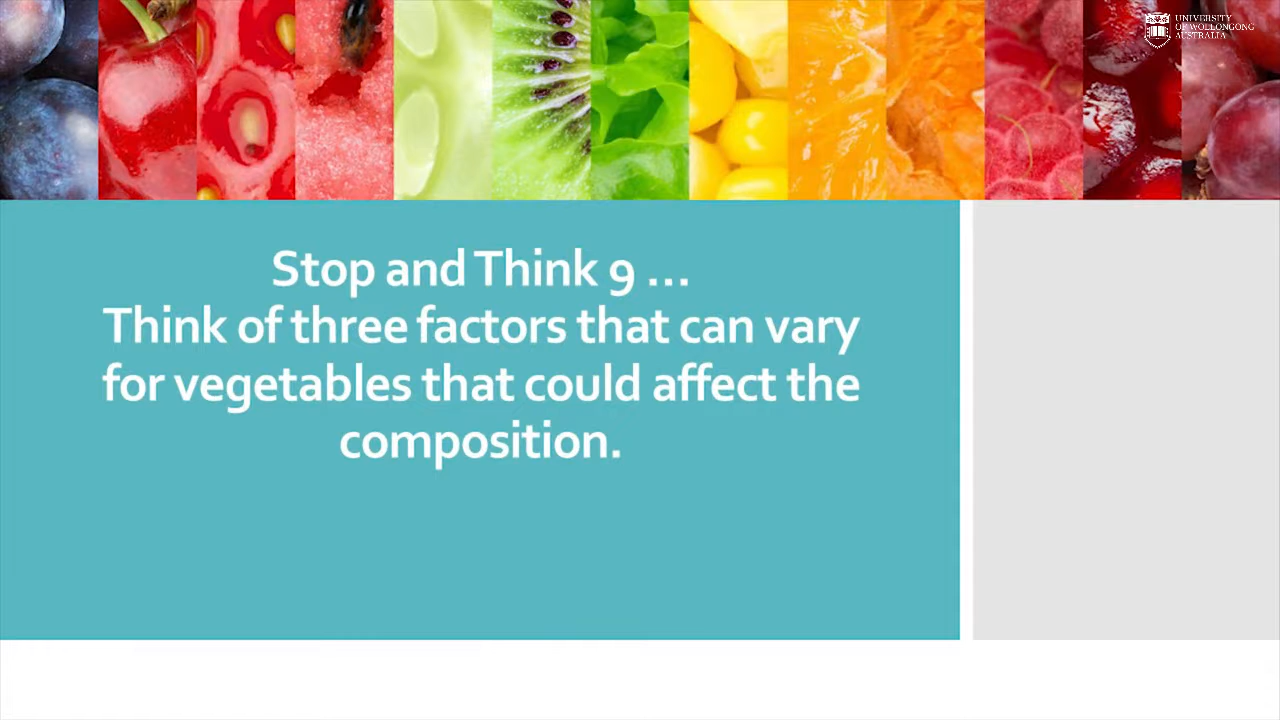 UNIVERSITY
OF WOLLONGONG
AUSTRALIA
Stop and Think 9 ...
Think of three factors that can vary
for vegetables that could affect the
composition.